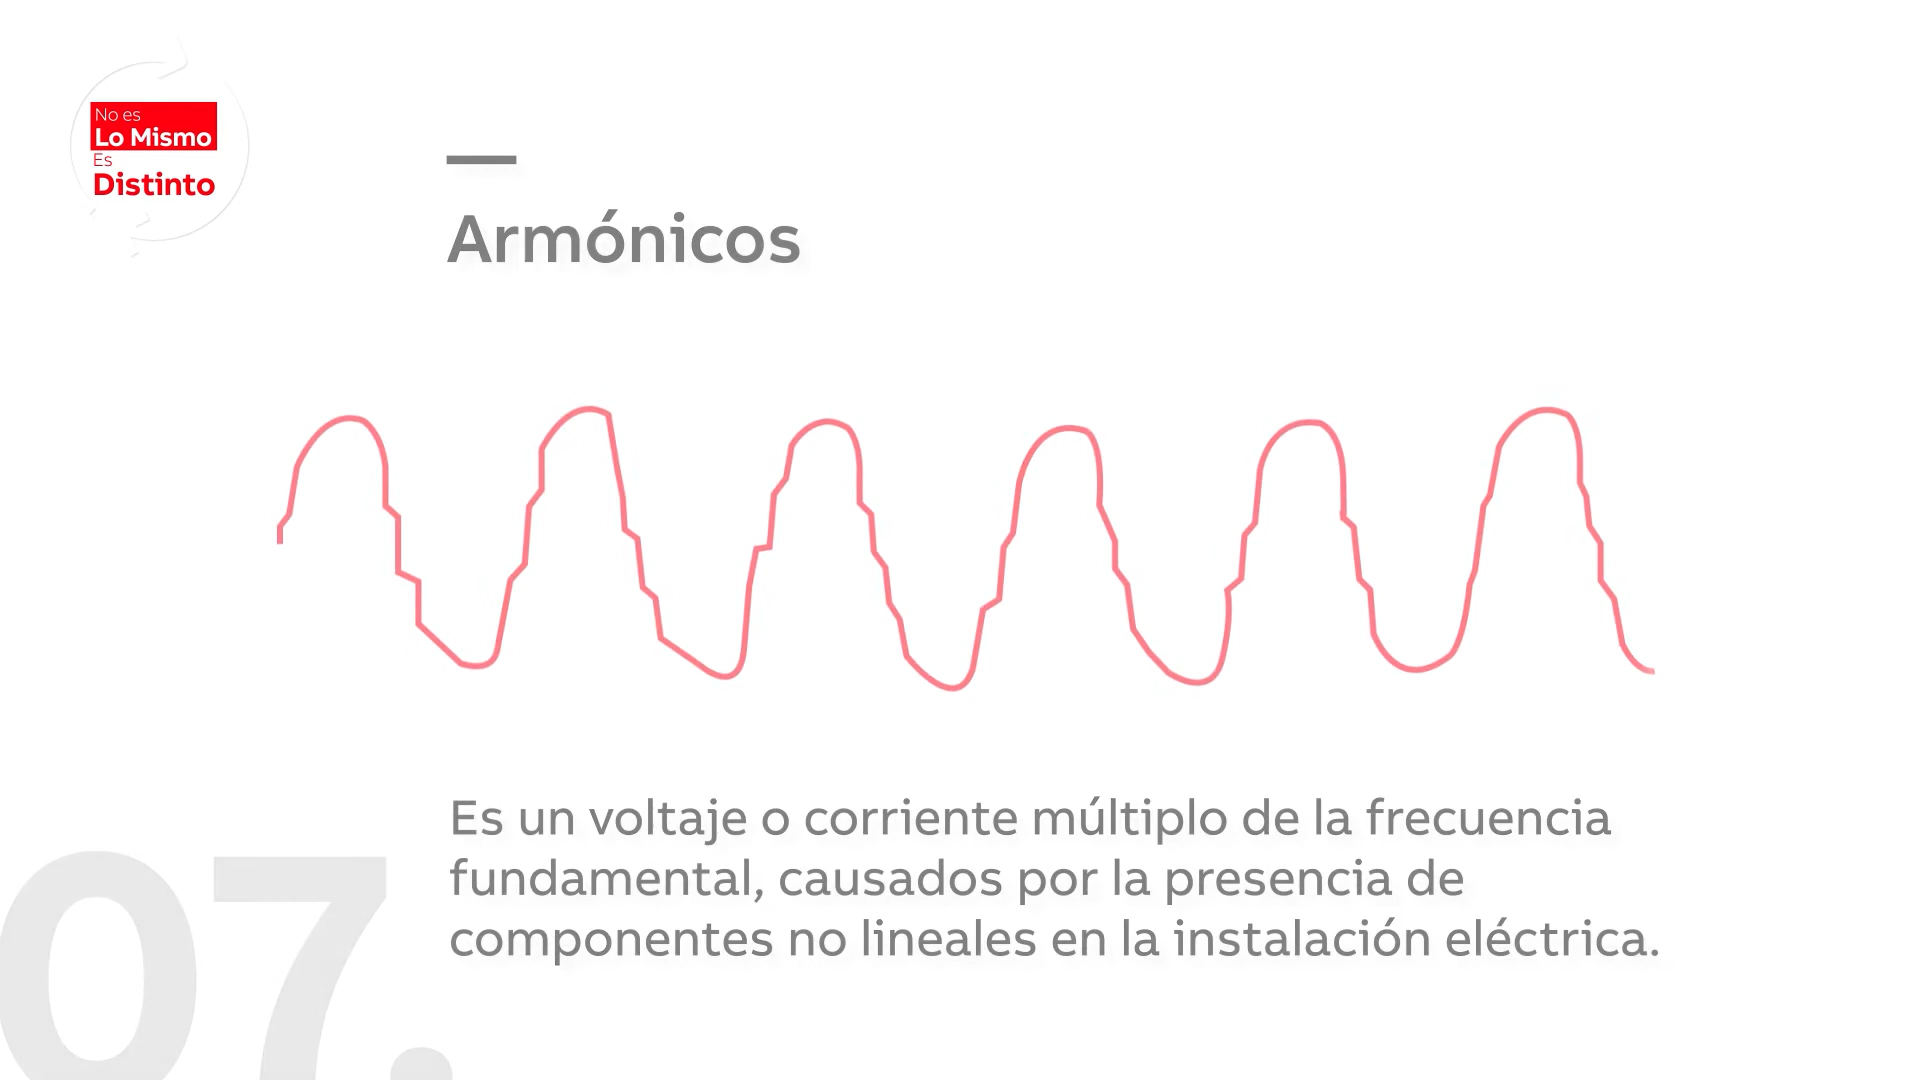 No es
Lo Mismo
Es
Distinto
Armónicos
Es un voltaje o corriente múltiplo de la frecuencia
fundamental, causados por la presencia de
componentes no lineales en la instalación eléctrica.
07.